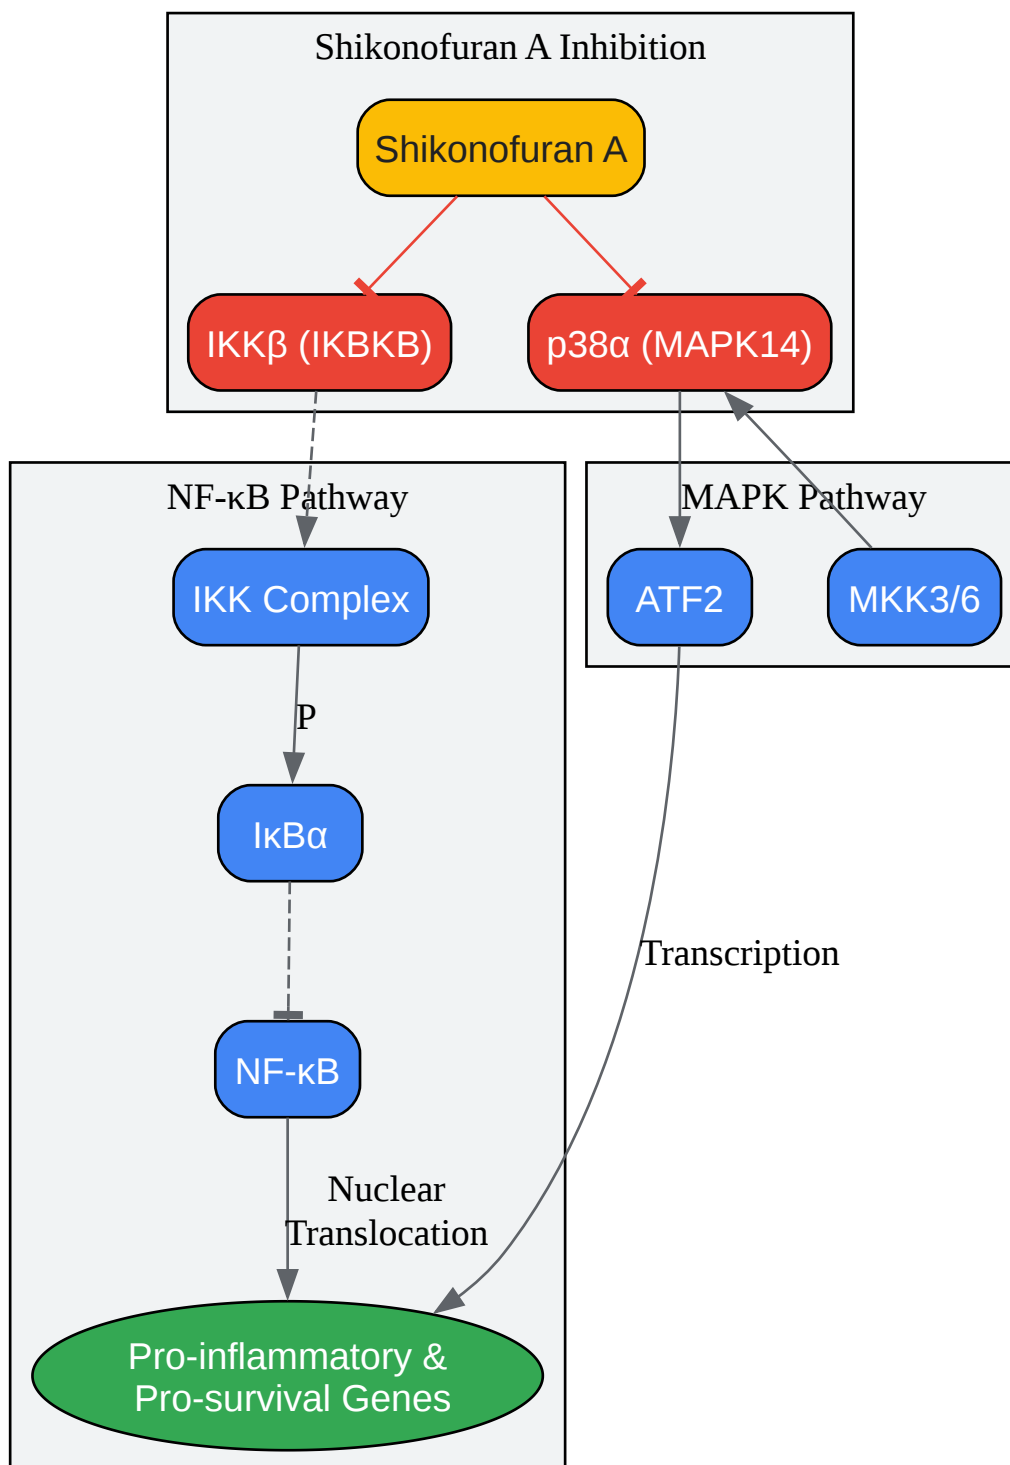 Shikonofuran A Inhibition
Shikonofuran A
IKKβ (IKBKB)
p38α (MAPK14)
NF-κB Pathway
MAPK Pathway
IKK Complex
ATF2
MKK3/6
P
IκBα
Transcription
NF-κB
Nuclear
Translocation
Pro-inflammatory &
Pro-survival Genes